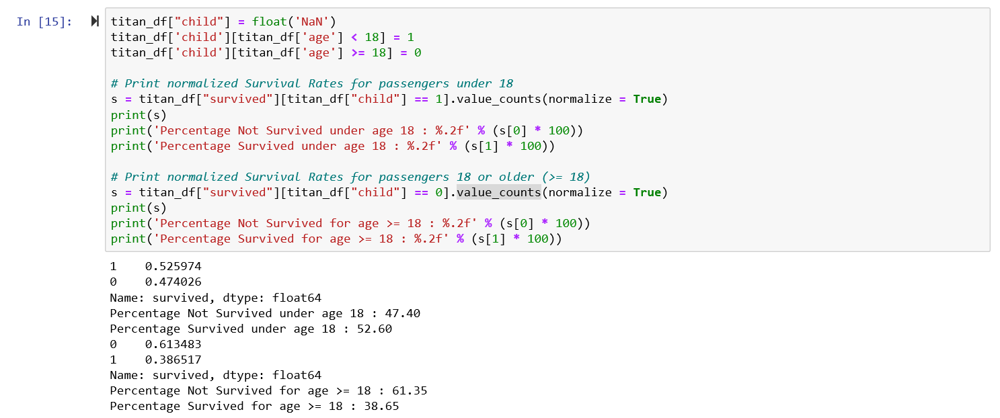 In [15]:
titan_df["child"] = float('NaN')
titan_df['child'][titan_df['age'] < 18] = 1
titan_df['child'][titan_df['age'] >= 18] = 0
# Print normalized Survival Rates for passengers under 18
s = titan_df["survived"][titan_df["child"] == 1].value_counts(normalize = True)
print(s)
print('Percentage Not Survived under age 18 : %.2f' % (s[0] * 100))
print('Percentage Survived under age 18 : %.2f' % (s[1] * 100))
# Print normalized Survival Rates for passengers 18 or older (>= 18)
s = titan_df["survived"][titan_df["child"] == 0].value_counts(normalize = True)
print(s)
print('Percentage Not Survived for age >= 18 : %.2f' % (s[0] * 100))
print('Percentage Survived for age >= 18 : %.2f' % (s[1] * 100))
1    0.525974
0    0.474026
Name: survived, dtype: float64
Percentage Not Survived under age 18 : 47.40
Percentage Survived under age 18 : 52.60
0    0.613483
1    0.386517
Name: survived, dtype: float64
Percentage Not Survived for age >= 18 : 61.35
Percentage Survived for age >= 18 : 38.65